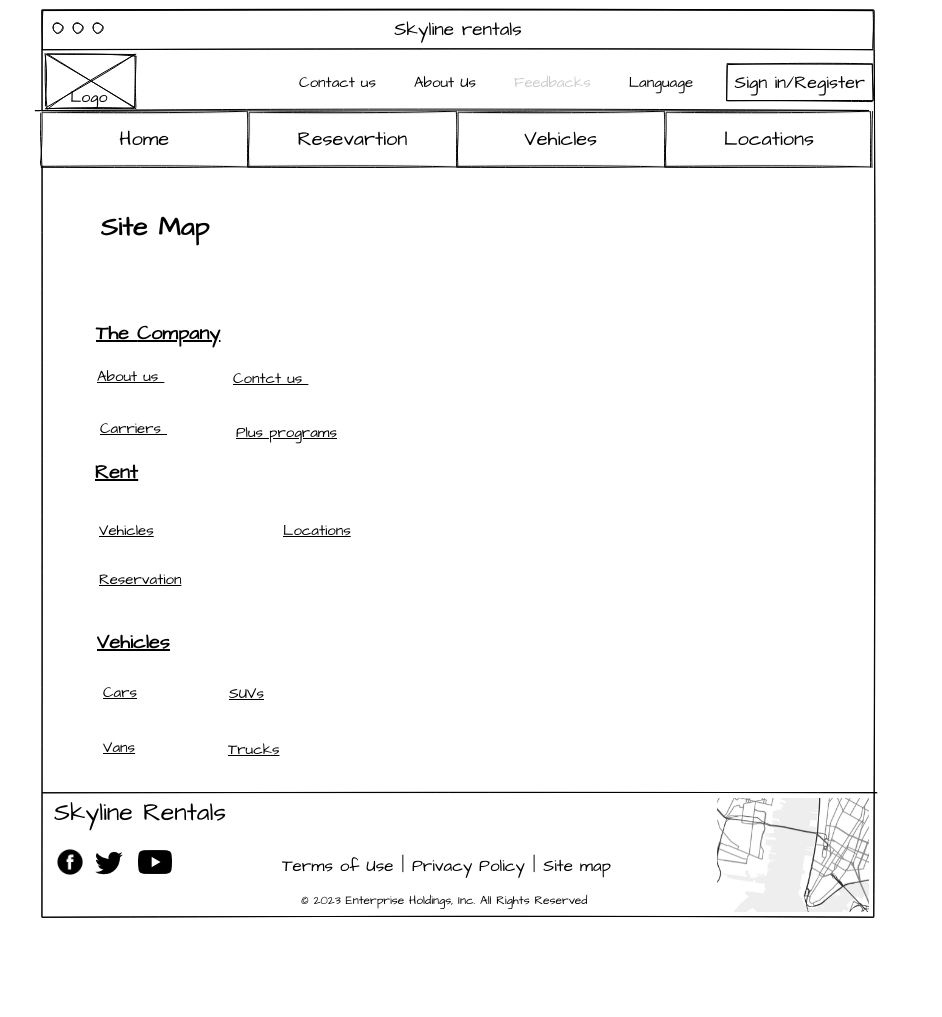 Skyline rentals
Logo
Contact us About Us Feedbacks Language Sign in/Register
Home Resevartion Vehicles Locations
Site Map
The Company
About us Contct us
Carriers Plus programs
Rent
Vehicles Locations
Reservation
Vehicles
Cars SUVs
Vans Trucks
Skyline Rentals
Terms of Use | Privacy Policy | Site map
© 2023 Enterprise Holdings, Inc. All Rights Reserved